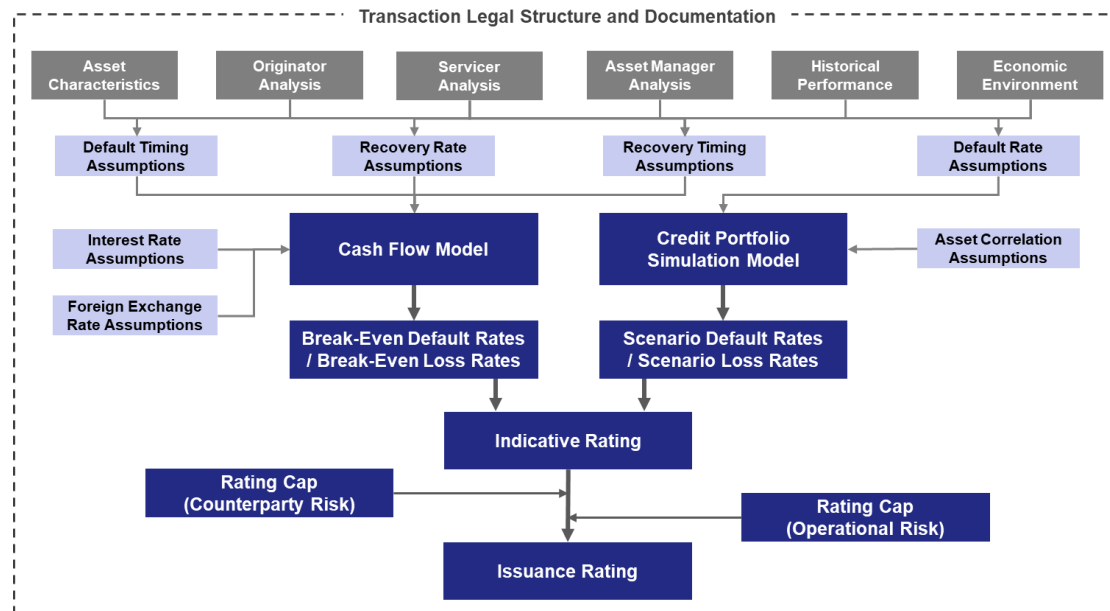 Transaction Legal Structure and Documentation
Asset
Characteristics
Originator
Analysis
Servicer
Analysis
Asset Manager
Analysis
Historical
Performance
Economic
Environment
Default Timing
Assumptions
Recovery Rate
Assumptions
Recovery Timing
Assumptions
Default Rate
Assumptions
Interest Rate
Assumptions
Cash Flow Model
Credit Portfolio
Simulation Model
Asset Correlation
Assumptions
Foreign Exchange
Rate Assumptions
Break-Even Default Rates
/ Break-Even Loss Rates
Scenario Default Rates
/ Scenario Loss Rates
Indicative Rating
Rating Cap
(Counterparty Risk)
Rating Cap
(Operational Risk)
Issuance Rating